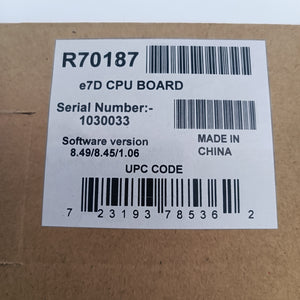 R70187
e7D CPU BOARD
Serial Number:-
1030033
Software version
8.49/8.45/1.06
MADE IN
CHINA
UPC CODE
7 23193 78536 2